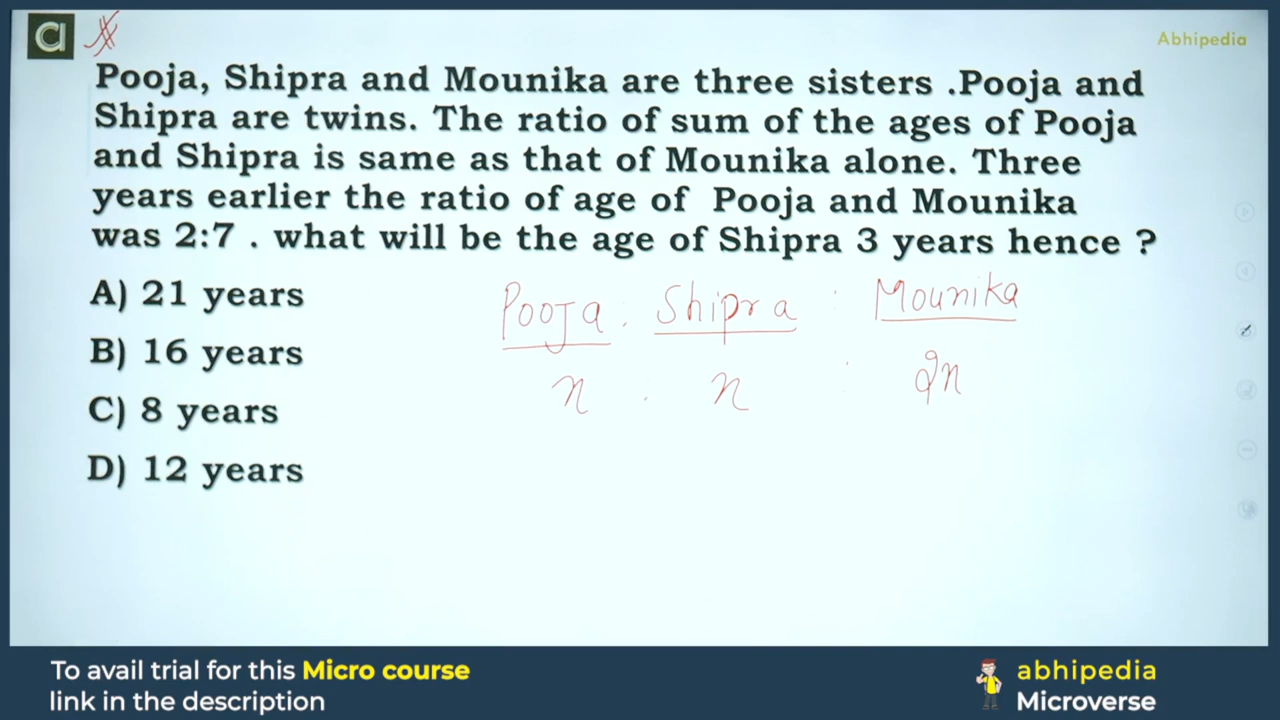 a
Abhipedia
Pooja, Shipra and Mounika are three sisters .Pooja and
Shipra are twins. The ratio of sum of the ages of Pooja
and Shipra is same as that of Mounika alone. Three
years earlier the ratio of age of Pooja and Mounika
was 2:7 . what will be the age of Shipra 3 years hence ?
A) 21 years
B) 16 years
C) 8 years
D) 12 years
Pooja : Shipra : Mounika
x : x : 2x
To avail trial for this Micro course
link in the description
abhipedia
Microverse